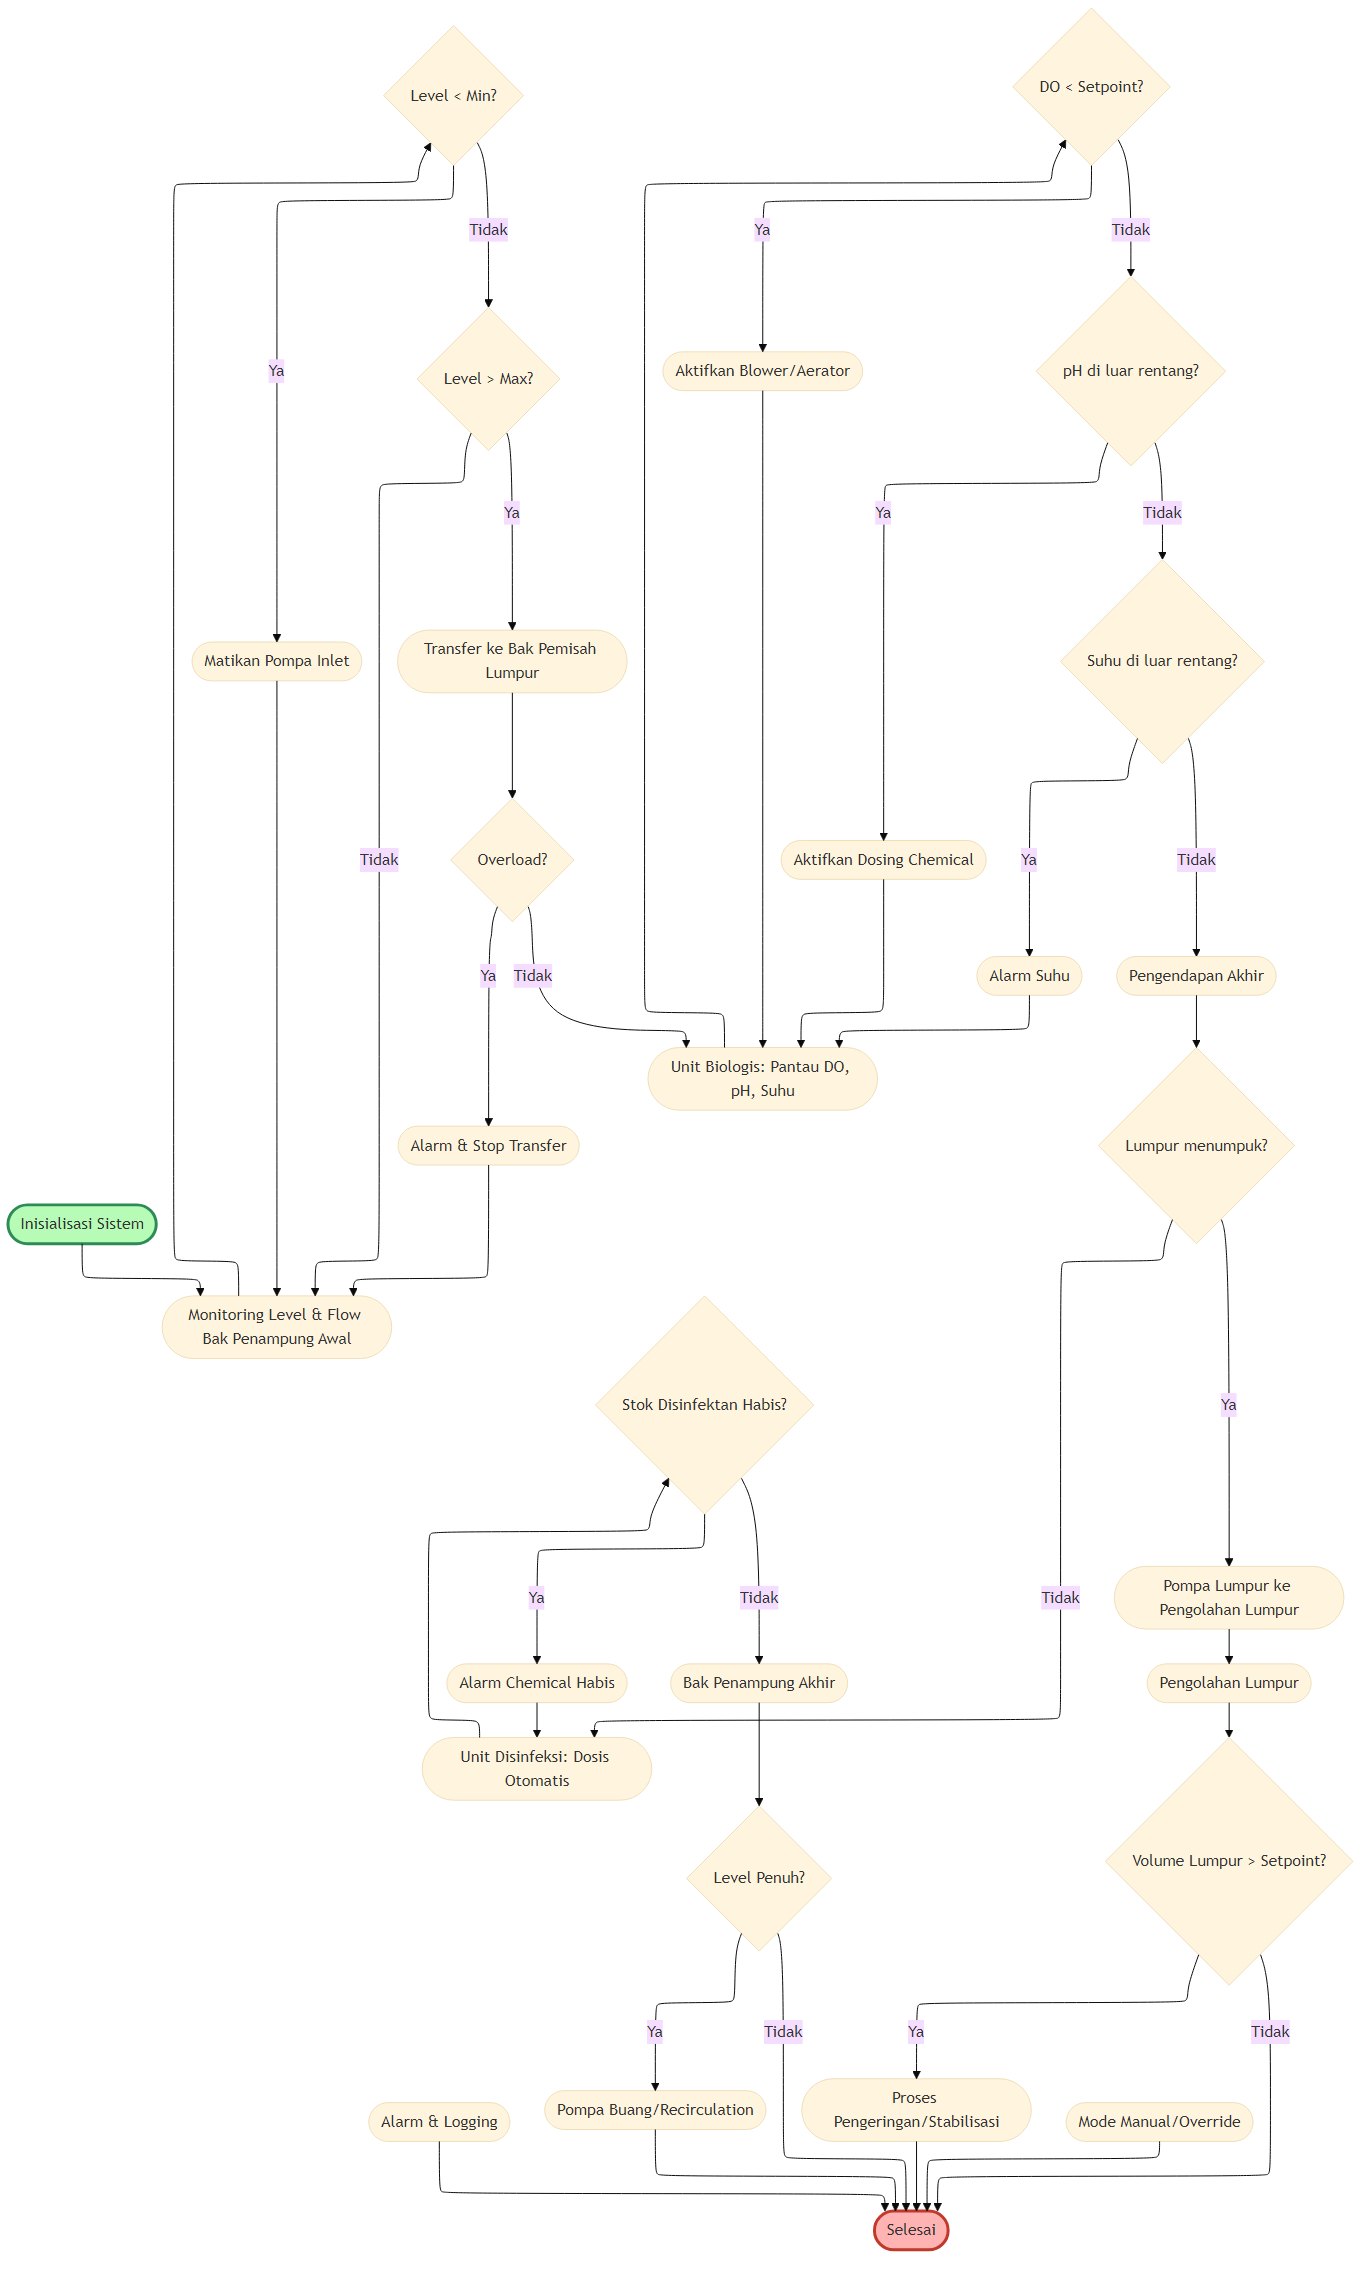 Level < Min?
DO < Setpoint?
Tidak
Ya
Tidak
Ya
Aktifkan Blower/Aerator
pH di luar rentang?
Level > Max?
Ya
Tidak
Ya
Matikan Pompa Inlet
Transfer ke Bak Pemisah
Lumpur
Suhu di luar rentang?
Tidak
Overload?
Aktifkan Dosing Chemical
Ya
Tidak
Ya
Tidak
Alarm Suhu
Pengendapan Akhir
Unit Biologis: Pantau DO,
pH, Suhu
Alarm & Stop Transfer
Lumpur menumpuk?
Inisialisasi Sistem
Monitoring Level & Flow
Bak Penampung Awal
Stok Disinfektan Habis?
Ya
Ya
Tidak
Tidak
Pompa Lumpur ke
Pengolahan Lumpur
Alarm Chemical Habis
Bak Penampung Akhir
Pengolahan Lumpur
Unit Disinfeksi: Dosis
Otomatis
Level Penuh?
Volume Lumpur > Setpoint?
Ya
Tidak
Ya
Tidak
Alarm & Logging
Pompa Buang/Recirculation
Proses
Pengeringan/Stabilisasi
Mode Manual/Override
Selesai